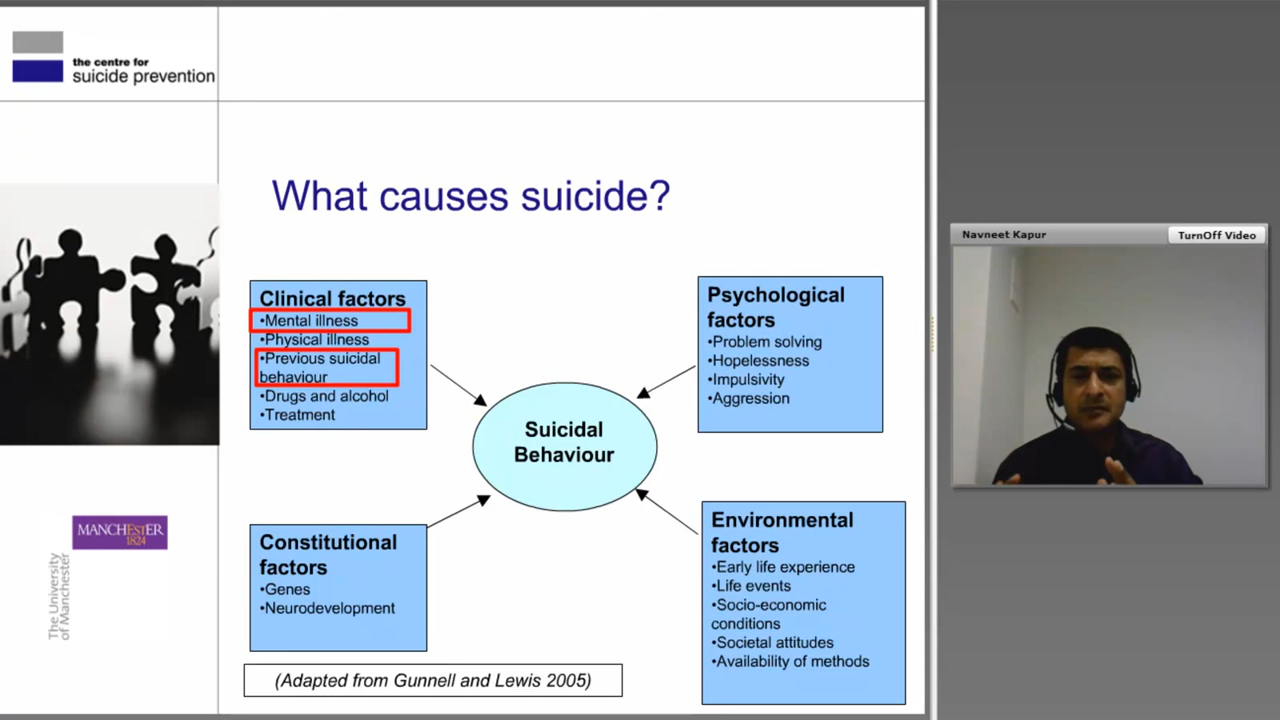 the centre for
suicide prevention
What causes suicide?
Clinical factors
•Mental illness
•Physical illness
•Previous suicidal
behaviour
•Drugs and alcohol
•Treatment
Psychological
factors
•Problem solving
•Hopelessness
•Impulsivity
•Aggression
Suicidal
Behaviour
Constitutional
factors
•Genes
•Neurodevelopment
Environmental
factors
•Early life experience
•Life events
•Socio-economic
conditions
•Societal attitudes
•Availability of methods
(Adapted from Gunnell and Lewis 2005)
MANCHESTER
1824
The University
of Manchester
Navneet Kapur
TurnOff Video